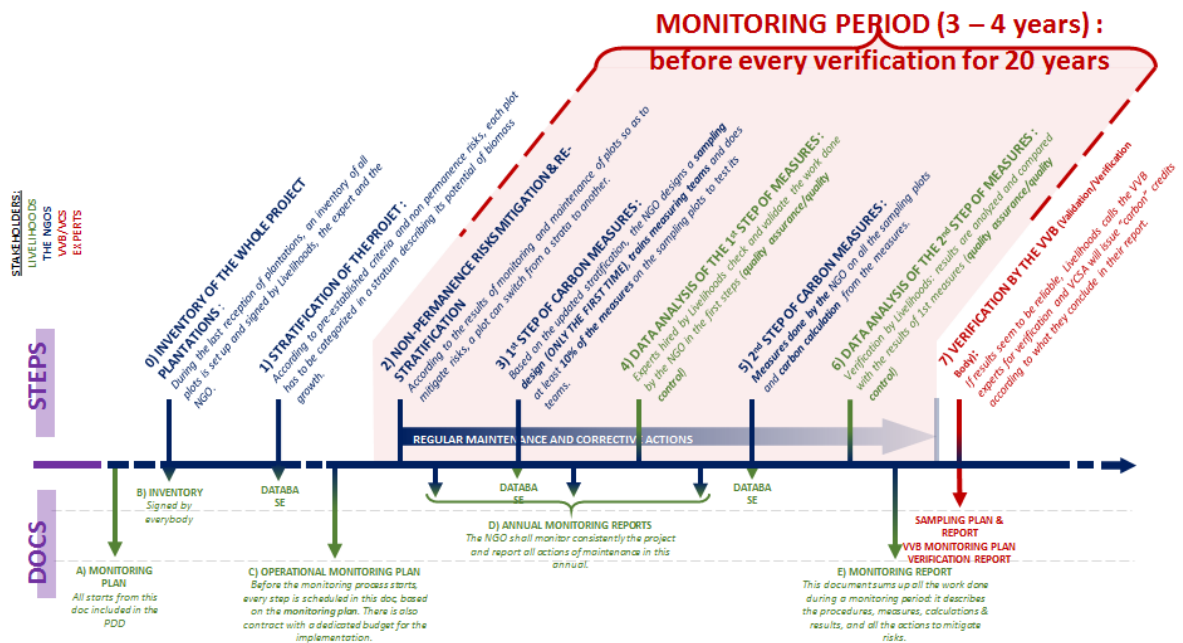 MONITORING PERIOD (3 – 4 years) :
before every verification for 20 years
STAKEHOLDERS:
LIVELIHOODS
THE NGOS
VVB/VCS
EXPERTS
STEPS
0) INVENTORY OF THE WHOLE PROJECT
PLANTATIONS :
During the last reception of plantations, an inventory of all
plots is set up and signed by Livelihoods, the expert and the
NGO.
1) STRATIFICATION OF THE PROJET :
According to pre-established criteria and non permanence risks, each plot
has to be categorized in a stratum describing its potential of biomass
growth.
2) NON-PERMANENCE RISKS MITIGATION & RE-
STRATIFICATION
According to the results of monitoring and maintenance of plots so as to
mitigate risks, a plot can switch from a strata to another.
3) 1st STEP OF CARBON MEASURES:
Based on the updated stratification, the NGO designs a sampling
design (ONLY THE FIRST TIME), trains measuring teams and does
at least 10% of the measures on the sampling plots to test its
teams.
4) DATA ANALYSIS OF THE 1st STEP OF MEASURES :
Experts hired by Livelihoods check and validate the work done
by the NGO in the first steps (quality assurance/quality
control)
5) 2nd STEP OF CARBON MEASURES :
Measures done by the NGO on all the sampling plots
and carbon calculation from the measures.
6) DATA ANALYSIS OF THE 2nd STEP OF MEASURES :
Verification by Livelihoods: results are analyzed and compared
with the results of 1st measures (quality assurance/quality
control)
7) VERIFICATION BY THE VVB (Validation/Verification
Body):
If results seem to be reliable, Livelihoods calls the VVB
experts for verification and VCSA will issue "carbon" credits
according to what they conclude in their report.
REGULAR MAINTENANCE AND CORRECTIVE ACTIONS
DOCS
A) MONITORING
PLAN
All starts from this
doc included in the
PDD
B) INVENTORY
Signed by
everybody
DATABA
SE
C) OPERATIONAL MONITORING PLAN
Before the monitoring process starts,
every step is scheduled in this doc, based
on the monitoring plan. There is also
contract with a dedicated budget for the
implementation.
DATABA
SE
DATABA
SE
D) ANNUAL MONITORING REPORTS
The NGO shall monitor consistently the project
and report all actions of maintenance in this
annual.
E) MONITORING REPORT
This document sums up all the work done
during a monitoring period: it describes
the procedures, measures, calculations &
results, and all the actions to mitigate
risks.
SAMPLING PLAN &
REPORT
VVB MONITORING PLAN
VERIFICATION REPORT